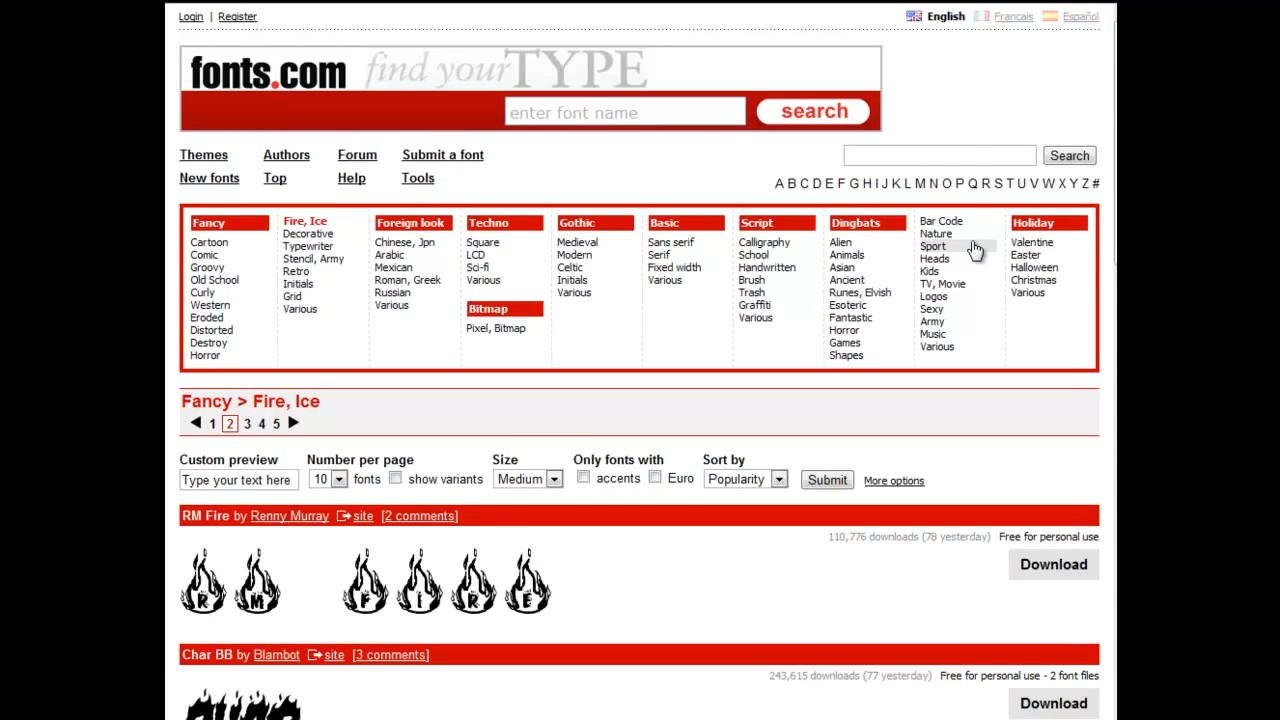 Login | Register
English Français Español
fonts.com find your TYPE
enter font name search
Themes Authors Forum Submit a font
Search
New fonts Top Help Tools
A B C D E F G H I J K L M N O P Q R S T U V W X Y Z #
Fancy
Cartoon
Comic
Groovy
Old School
Curly
Western
Eroded
Distorted
Destroy
Horror
Fire, Ice
Decorative
Typewriter
Stencil, Army
Retro
Initials
Grid
Various
Foreign look
Chinese, Jpn
Arabic
Mexican
Roman, Greek
Russian
Various
Techno
Square
LCD
Sci-fi
Various
Bitmap
Pixel, Bitmap
Gothic
Medieval
Modern
Celtic
Initials
Various
Basic
Sans serif
Serif
Fixed width
Various
Script
Calligraphy
School
Handwritten
Brush
Trash
Graffiti
Various
Dingbats
Alien
Animals
Asian
Ancient
Runes, Elvish
Esoteric
Fantastic
Horror
Games
Shapes
Bar Code
Nature
Sport
Heads
Kids
TV, Movie
Logos
Sexy
Army
Music
Various
Holiday
Valentine
Easter
Halloween
Christmas
Various
Fancy > Fire, Ice
1 2 3 4 5
Custom preview Number per page Size Only fonts with Sort by
Type your text here 10 fonts show variants Medium accents Euro Popularity Submit More options
RM Fire by Renny Murray site [2 comments]
110,776 downloads (78 yesterday) Free for personal use
Download
RM FIRE
Char BB by Blambot site [3 comments]
243,615 downloads (77 yesterday) Free for personal use - 2 font files
Download